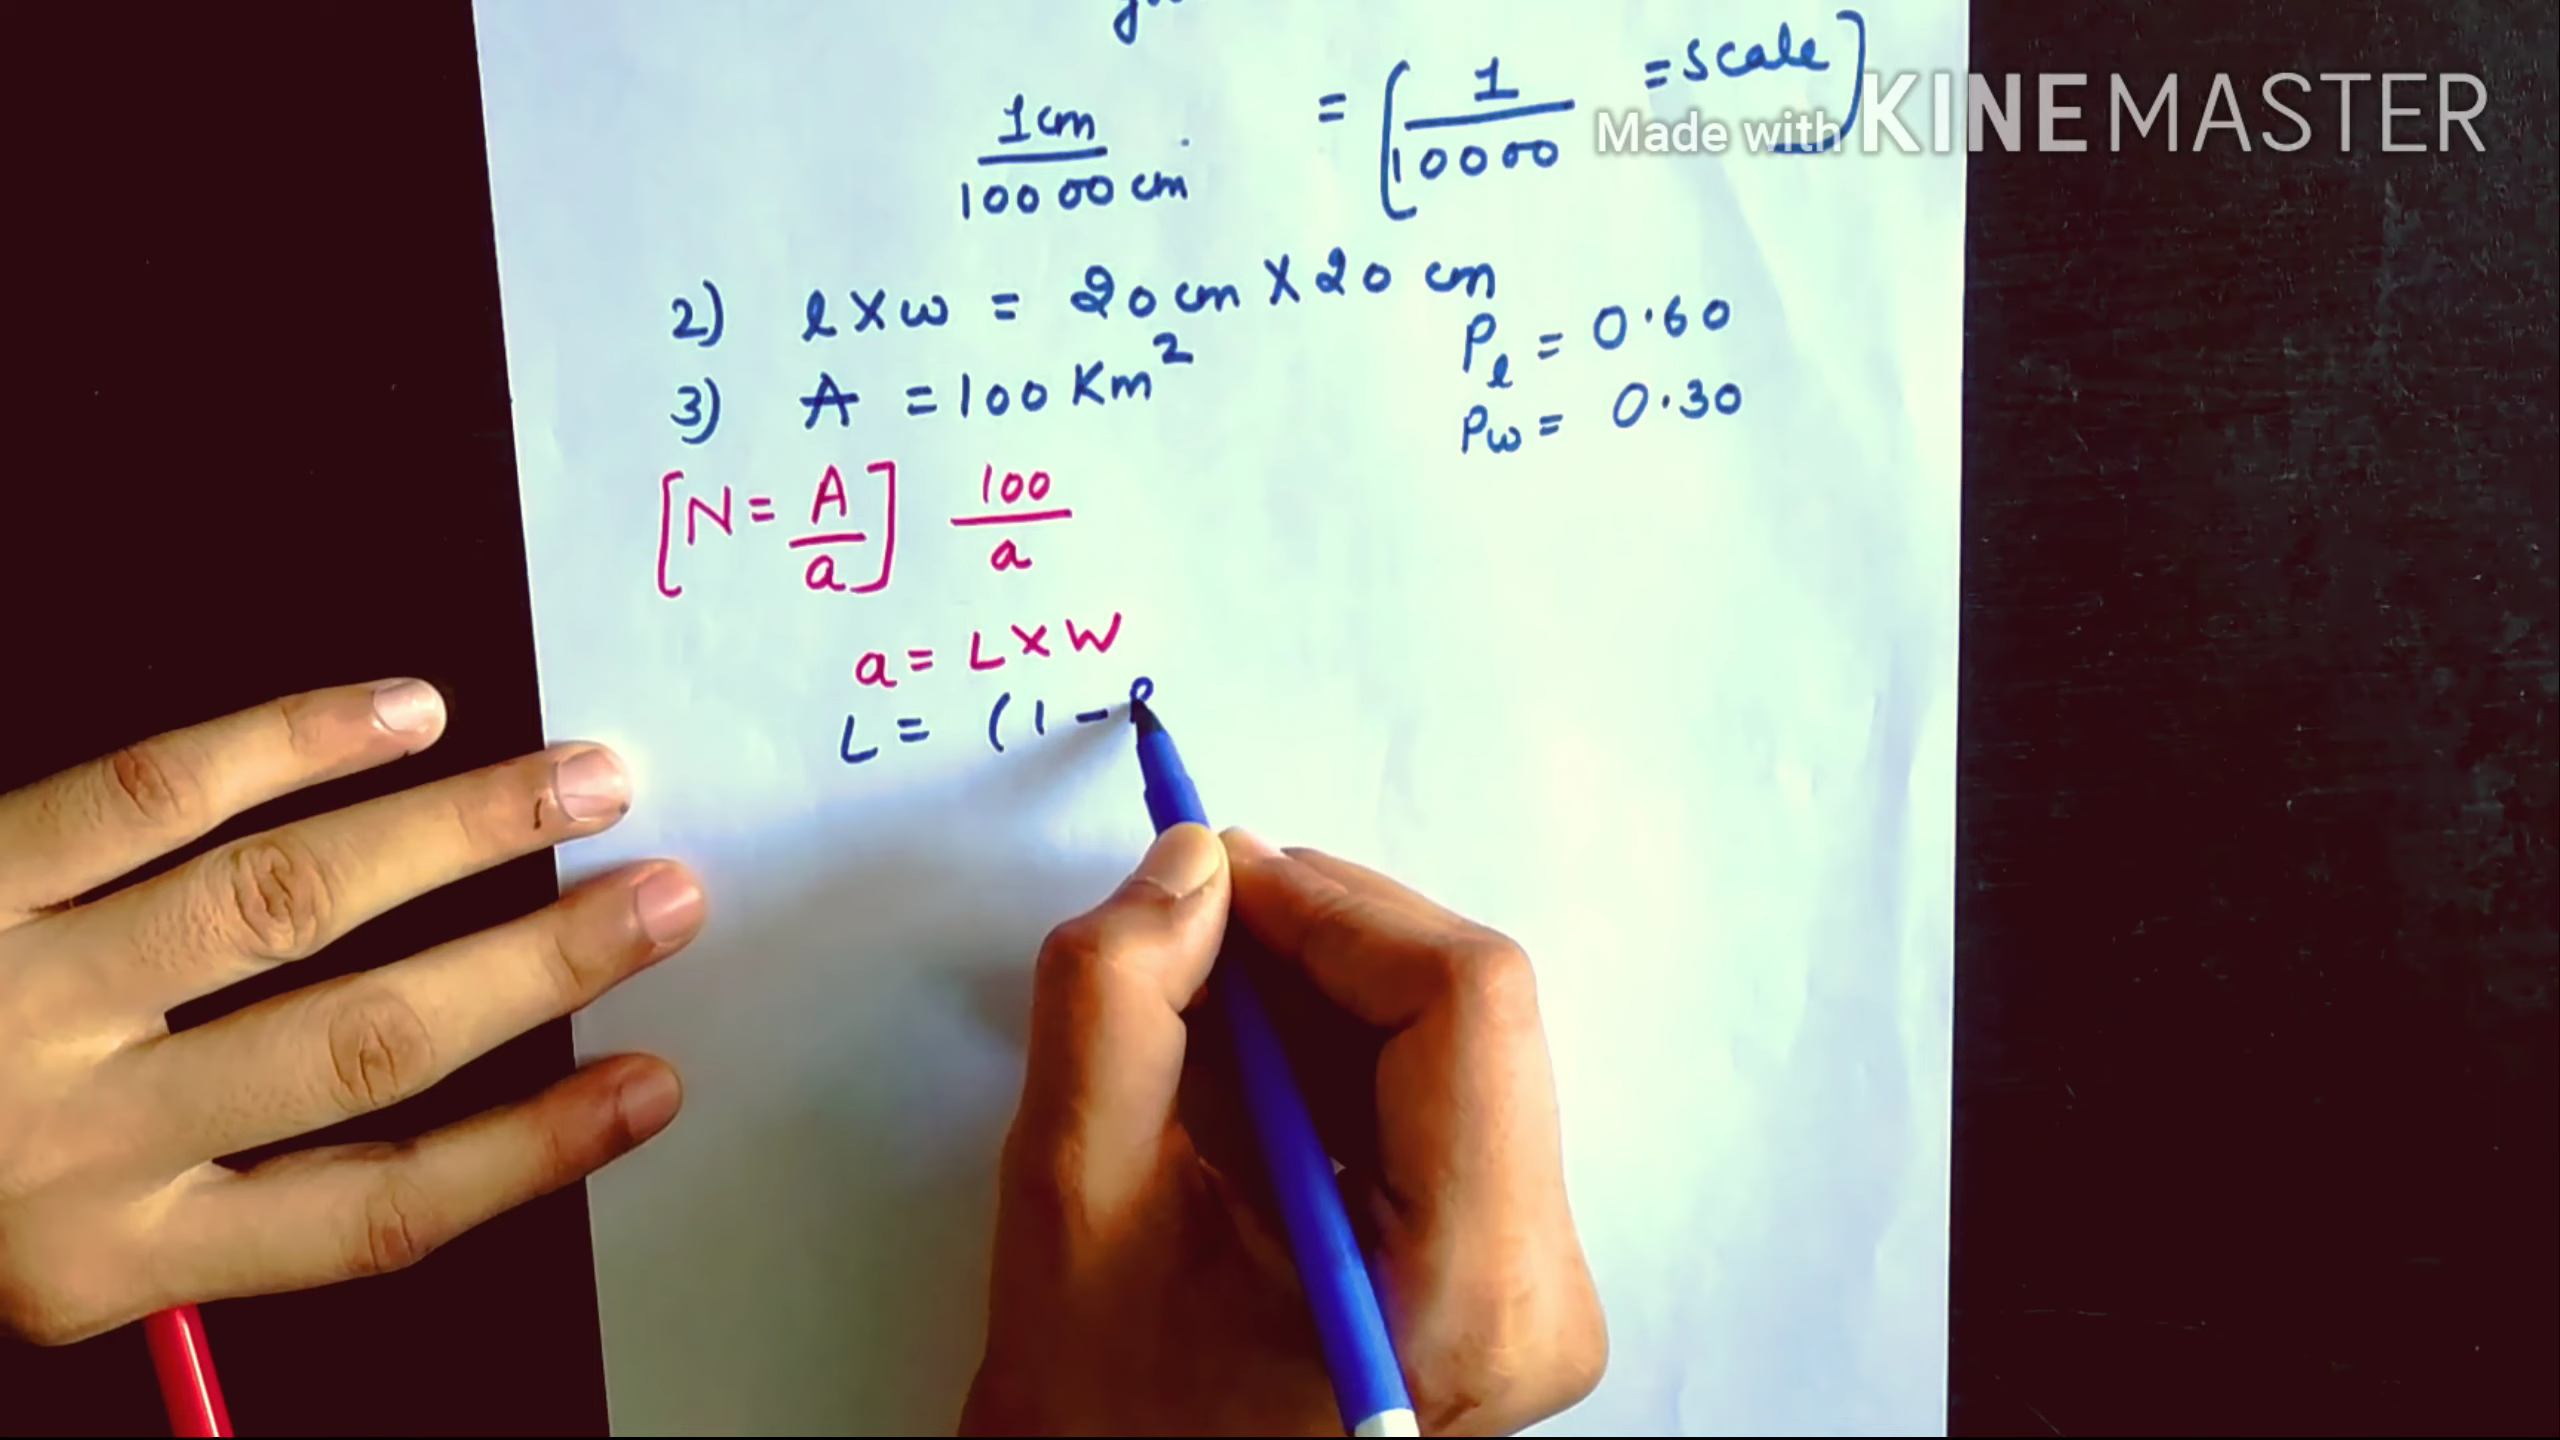 1cm / 10000 cm = [1 / 10000 = scale]
Made with KINEMASTER
2) l x w = 20 cm X 20 cm
3) A = 100 Km²
Pl = 0.60
Pw = 0.30
[N = A / a] 100 / a
a = L x W
L = (1 - P